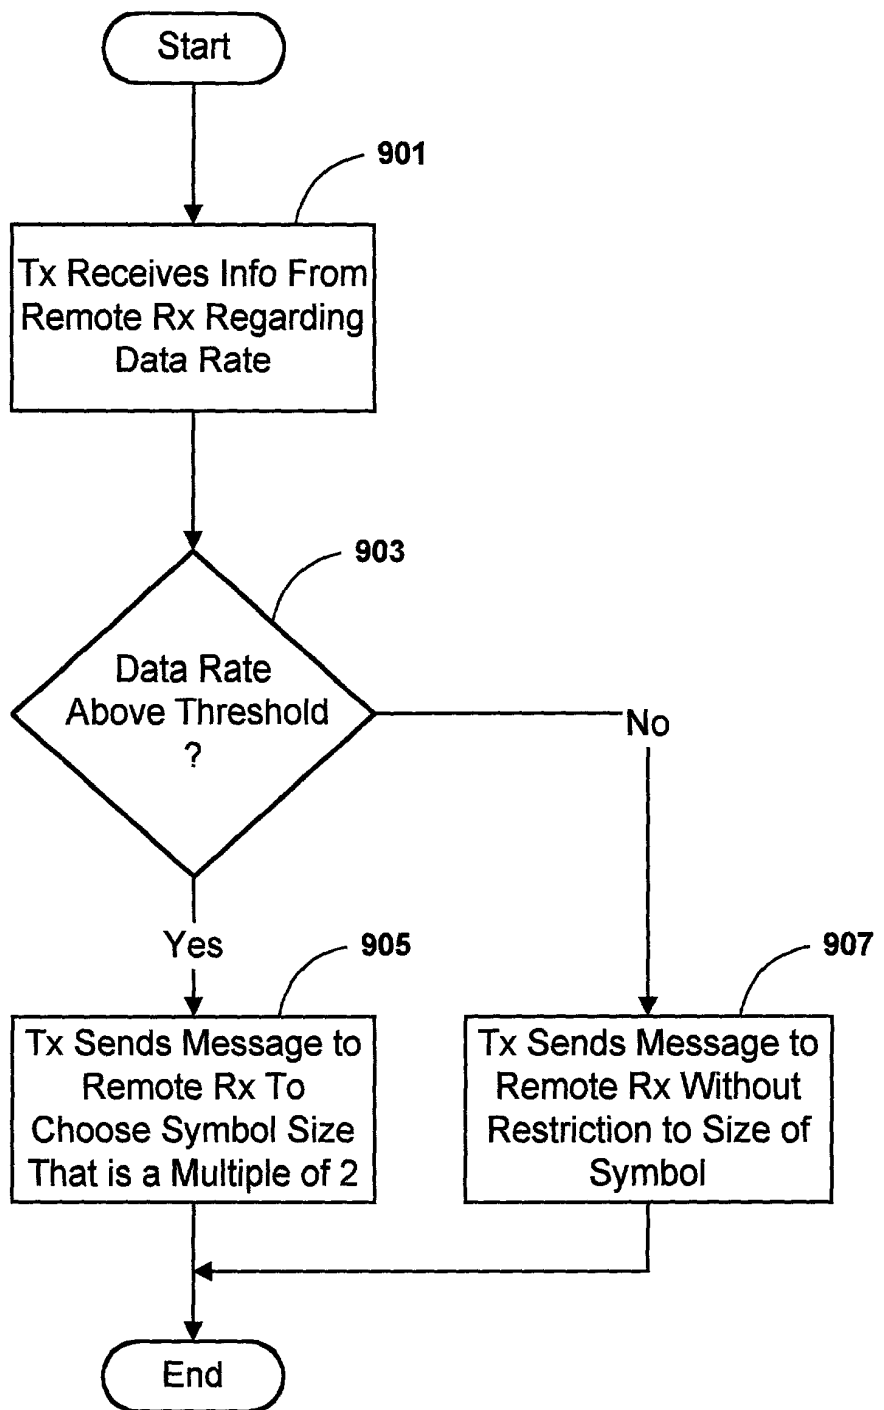 Start
901
Tx Receives Info From
Remote Rx Regarding
Data Rate
903
Data Rate
Above Threshold
?
No
Yes
905
Tx Sends Message to
Remote Rx To
Choose Symbol Size
That is a Multiple of 2
907
Tx Sends Message to
Remote Rx Without
Restriction to Size of
Symbol
End